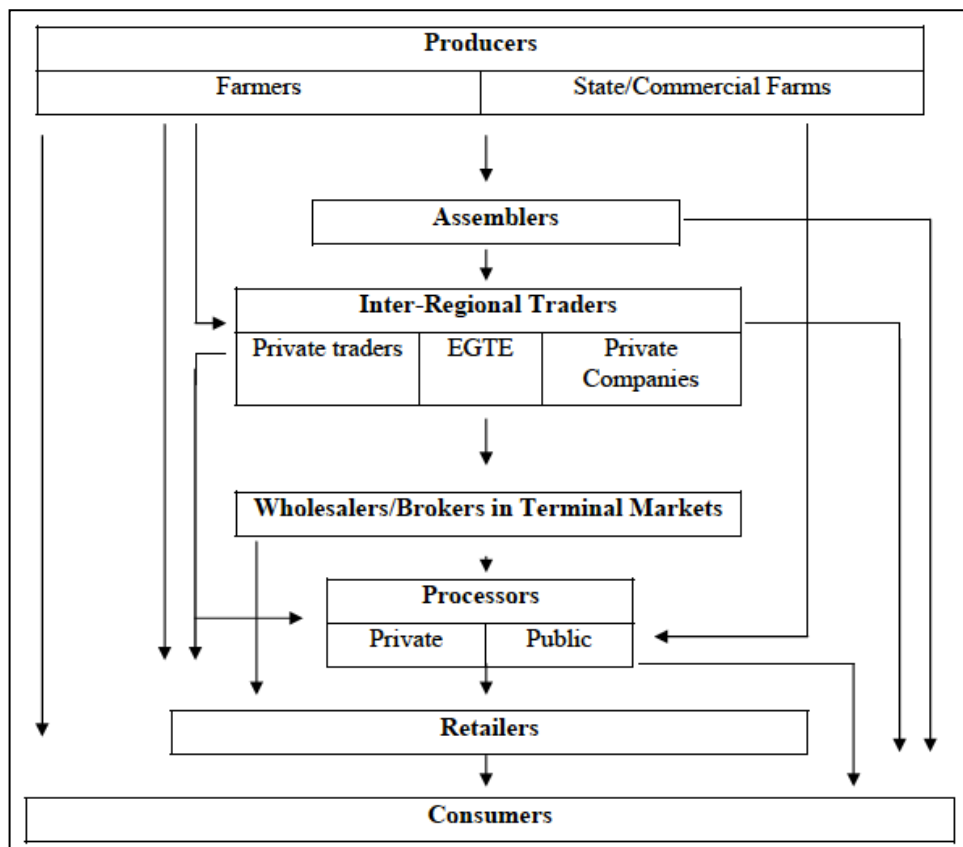 Producers
Farmers
State/Commercial Farms
Assemblers
Inter-Regional Traders
Private traders
EGTE
Private
Companies
Wholesalers/Brokers in Terminal Markets
Processors
Private
Public
Retailers
Consumers